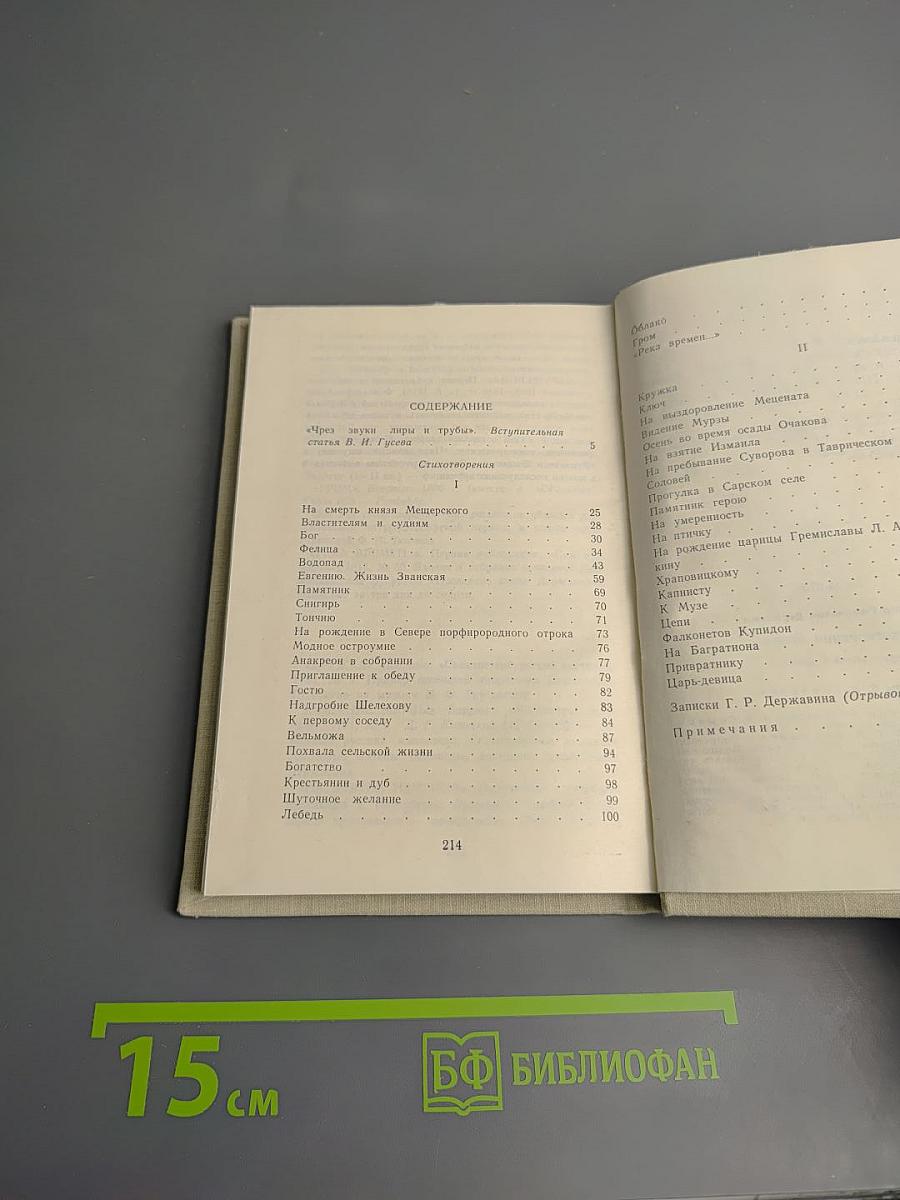 СОДЕРЖАНИЕ
«Чрез звуки лиры и трубы». Вступительная
статья В. И. Гусева . . . . . . . . . . 5
Стихотворения
I
На смерть князя Мещерского . . . . . 25
Властителям и судиям . . . . . . . 28
Бог . . . . . . . . . . 30
Фелица . . . . . . . . . . 34
Водопад . . . . . . . . . . 43
Евгению. Жизнь Званская . . . . . . 59
Памятник . . . . . . . . . . 69
Снигирь . . . . . . . . . . 70
Тончию . . . . . . . . . . 71
На рождение в Севере порфирородного отрока 73
Модное остроумие . . . . . . . . 76
Анакреон в собрании . . . . . . . 77
Приглашение к обеду . . . . . . . 79
Гостю . . . . . . . . . . 82
Надгробие Шелехову . . . . . . . 83
К первому соседу . . . . . . . . 84
Вельможа . . . . . . . . . . 87
Похвала сельской жизни . . . . . . 94
Богатство . . . . . . . . . . 97
Крестьянин и дуб . . . . . . . . 98
Шуточное желание . . . . . . . . 99
Лебедь . . . . . . . . . . 100
214
Облако . . . . . . .
Гром . . . . . . .
«Река времен...» . . . . .
II
Кружка . . . . . . .
Ключ . . . . . . .
На выздоровление Мецената . . .
Видение Мурзы . . . . .
Осень во время осады Очакова . . .
На взятие Измаила . . . . .
На пребывание Суворова в Таврическом
Соловей . . . . . . .
Прогулка в Сарском селе . . . .
Памятник герою . . . . .
На умеренность . . . . .
На птичку . . . . . . .
На рождение царицы Гремиславы Л. А.
кину . . . . . . .
Храповицкому . . . . . .
Капнисту . . . . . . .
К Музе . . . . . . .
Цепи . . . . . . .
Фалконетов Купидон . . . . .
На Багратиона . . . . . .
Привратнику . . . . . .
Царь-девица . . . . . .
Записки Г. Р. Державина (Отрыво
Примечания . . . . .
15 см
БФ БИБЛИОФАН